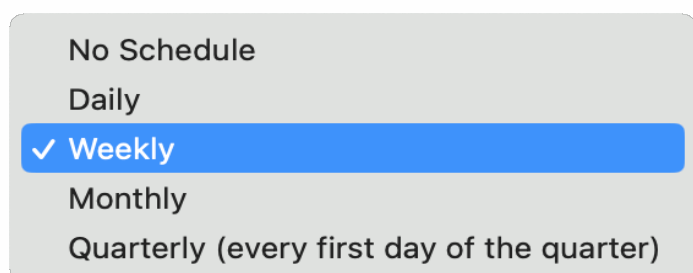 No Schedule
Daily
✓ Weekly
Monthly
Quarterly (every first day of the quarter)